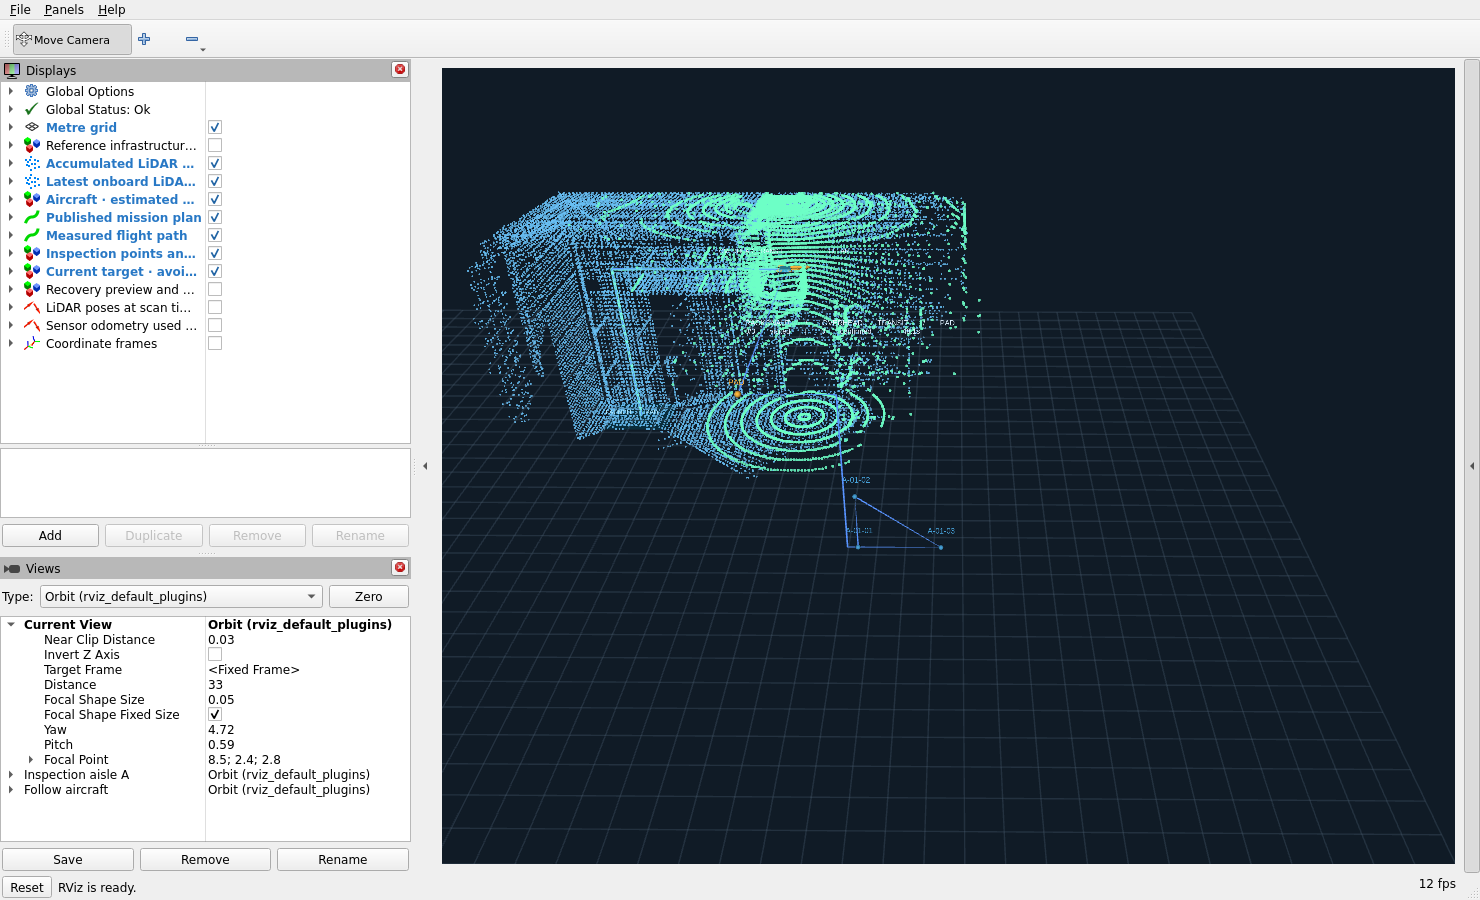 File Panels Help
Move Camera
Displays
Global Options
Global Status: Ok
Metre grid
Reference infrastructur...
Accumulated LiDAR ...
Latest onboard LiDA...
Aircraft · estimated ...
Published mission plan
Measured flight path
Inspection points an...
Current target · avoi...
Recovery preview and ...
LiDAR poses at scan ti...
Sensor odometry used ...
Coordinate frames
Add Duplicate Remove Rename
Views
Type: Orbit (rviz_default_plugins) Zero
Current View Orbit (rviz_default_plugins)
Near Clip Distance 0.03
Invert Z Axis
Target Frame <Fixed Frame>
Distance 33
Focal Shape Size 0.05
Focal Shape Fixed Size
Yaw 4.72
Pitch 0.59
Focal Point 8.5; 2.4; 2.8
Inspection aisle A Orbit (rviz_default_plugins)
Follow aircraft Orbit (rviz_default_plugins)
Save Remove Rename
Reset RViz is ready.
PAD
A-01-02
A-01-01 A-01-03
12 fps